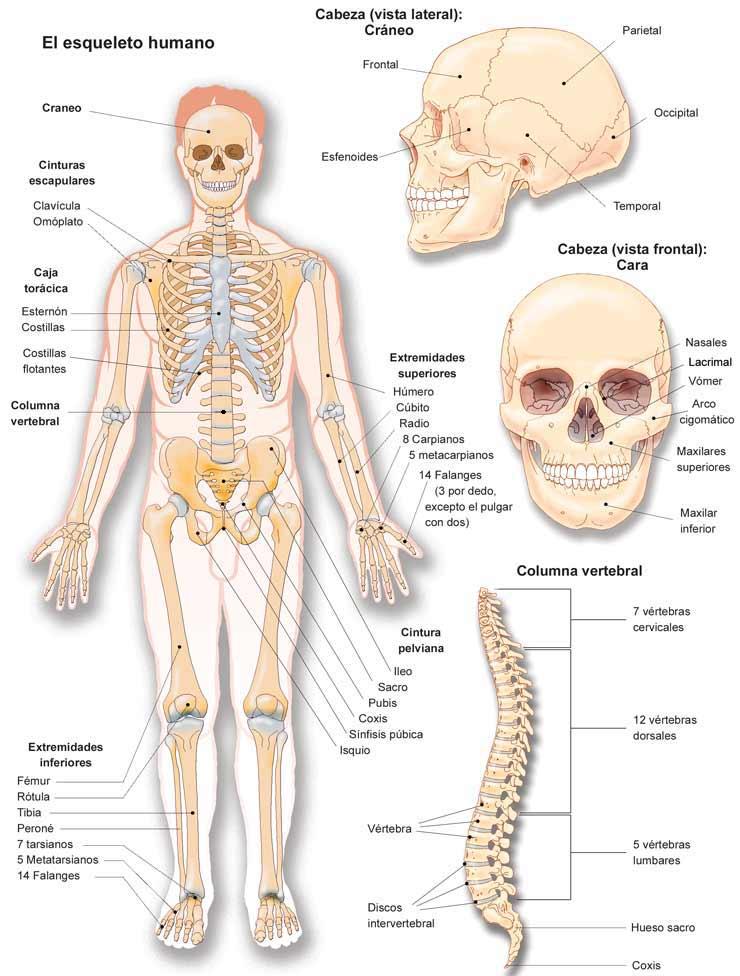 El esqueleto humano
Craneo
Cinturas
escapulares
Clavícula
Omóplato
Caja
torácica
Esternón
Costillas
Costillas
flotantes
Columna
vertebral
Extremidades
superiores
Húmero
Cúbito
Radio
8 Carpianos
5 metacarpianos
14 Falanges
(3 por dedo,
excepto el pulgar
con dos)
Cintura
pelviana
Ileo
Sacro
Pubis
Coxis
Sínfisis púbica
Isquio
Extremidades
inferiores
Fémur
Rótula
Tibia
Peroné
7 tarsianos
5 Metatarsianos
14 Falanges
Cabeza (vista lateral):
Cráneo
Frontal
Parietal
Occipital
Esfenoides
Temporal
Cabeza (vista frontal):
Cara
Nasales
Lacrimal
Vómer
Arco
cigomático
Maxilares
superiores
Maxilar
inferior
Columna vertebral
7 vértebras
cervicales
12 vértebras
dorsales
Vértebra
5 vértebras
lumbares
Discos
intervertebral
Hueso sacro
Coxis